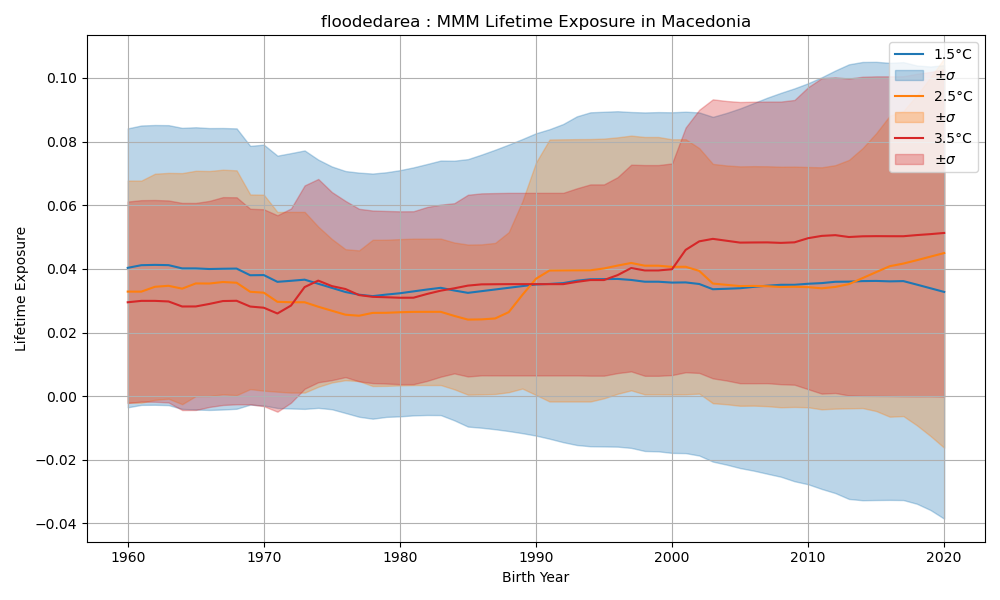 floodedarea : MMM Lifetime Exposure in Macedonia
Lifetime Exposure
0.10
0.08
0.06
0.04
0.02
0.00
−0.02
−0.04
1.5°C
±σ
2.5°C
±σ
3.5°C
±σ
1960 1970 1980 1990 2000 2010 2020
Birth Year